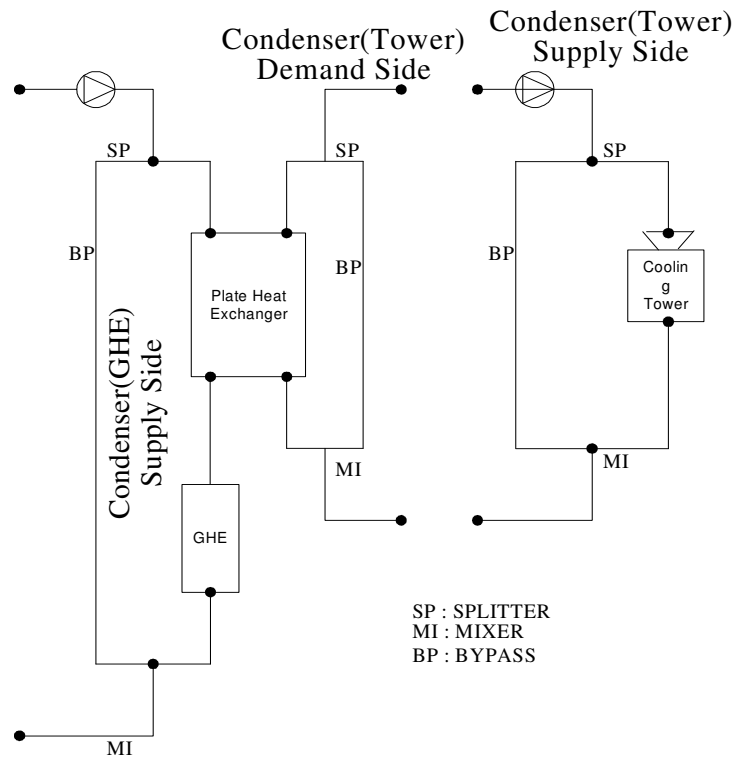 Condenser(Tower)
Demand Side
Condenser(Tower)
Supply Side
SP
SP
SP
BP
BP
BP
Plate Heat
Exchanger
Coolin
g
Tower
Condenser(GHE)
Supply Side
MI
MI
GHE
SP : SPLITTER
MI : MIXER
BP : BYPASS
MI